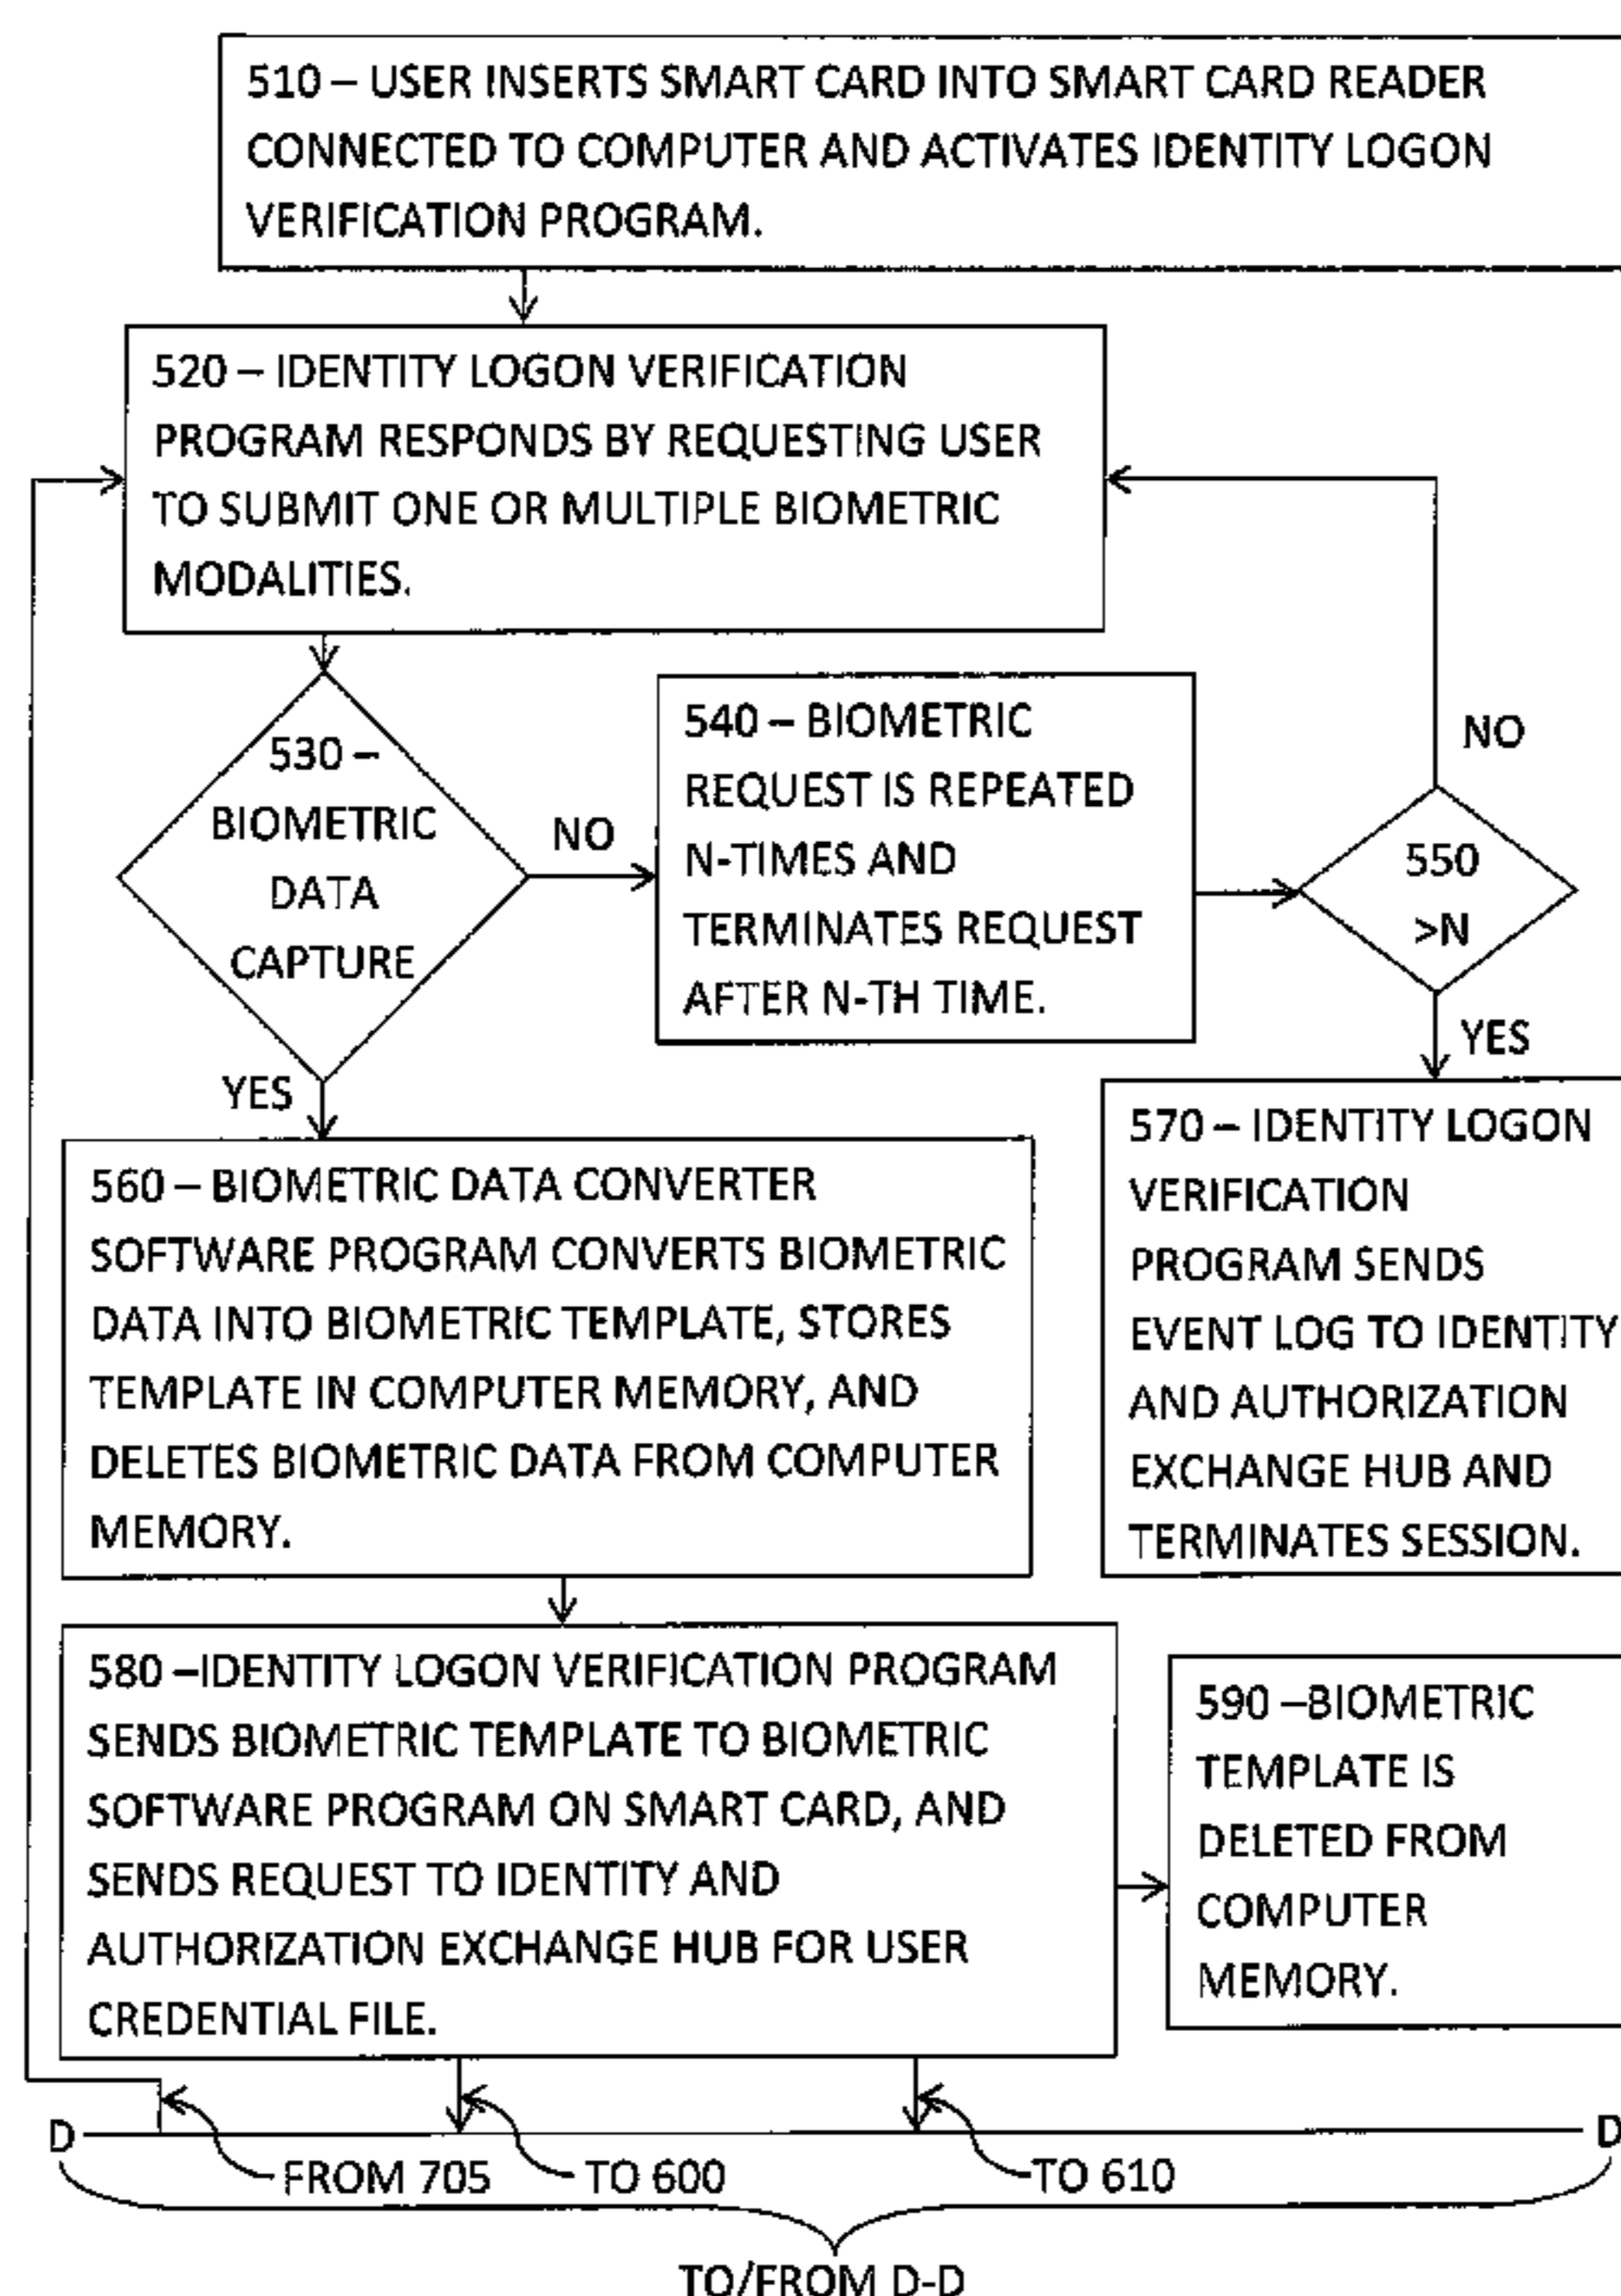 510 – USER INSERTS SMART CARD INTO SMART CARD READER
CONNECTED TO COMPUTER AND ACTIVATES IDENTITY LOGON
VERIFICATION PROGRAM.
520 – IDENTITY LOGON VERIFICATION
PROGRAM RESPONDS BY REQUESTING USER
TO SUBMIT ONE OR MULTIPLE BIOMETRIC
MODALITIES.
530 –
BIOMETRIC
DATA
CAPTURE
NO
540 – BIOMETRIC
REQUEST IS REPEATED
N-TIMES AND
TERMINATES REQUEST
AFTER N-TH TIME.
NO
550
>N
YES
YES
560 – BIOMETRIC DATA CONVERTER
SOFTWARE PROGRAM CONVERTS BIOMETRIC
DATA INTO BIOMETRIC TEMPLATE, STORES
TEMPLATE IN COMPUTER MEMORY, AND
DELETES BIOMETRIC DATA FROM COMPUTER
MEMORY.
570 – IDENTITY LOGON
VERIFICATION
PROGRAM SENDS
EVENT LOG TO IDENTITY
AND AUTHORIZATION
EXCHANGE HUB AND
TERMINATES SESSION.
580 –IDENTITY LOGON VERIFICATION PROGRAM
SENDS BIOMETRIC TEMPLATE TO BIOMETRIC
SOFTWARE PROGRAM ON SMART CARD, AND
SENDS REQUEST TO IDENTITY AND
AUTHORIZATION EXCHANGE HUB FOR USER
CREDENTIAL FILE.
590 –BIOMETRIC
TEMPLATE IS
DELETED FROM
COMPUTER
MEMORY.
D
D
FROM 705
TO 600
TO 610
TO/FROM D-D